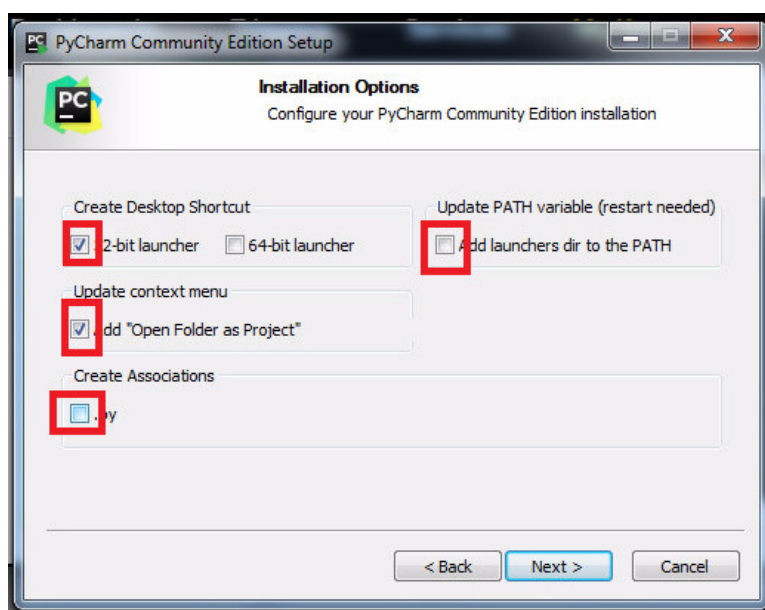 PyCharm Community Edition Setup
PC
Installation Options
Configure your PyCharm Community Edition installation
Create Desktop Shortcut
2-bit launcher
64-bit launcher
Update PATH variable (restart needed)
dd launchers dir to the PATH
Update context menu
dd "Open Folder as Project"
Create Associations
.py
< Back
Next >
Cancel